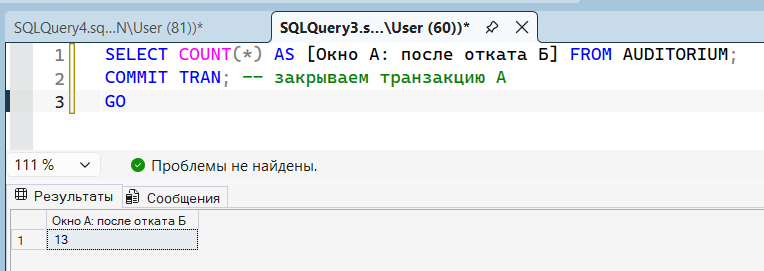 SQLQuery4.sq...N\User (81))*
SQLQuery3.s...\User (60))*
1 SELECT COUNT(*) AS [Окно А: после отката Б] FROM AUDITORIUM;
2 COMMIT TRAN; -- закрываем транзакцию А
3 GO
111 %
Проблемы не найдены.
Результаты
Сообщения
Окно А: после отката Б
1 13